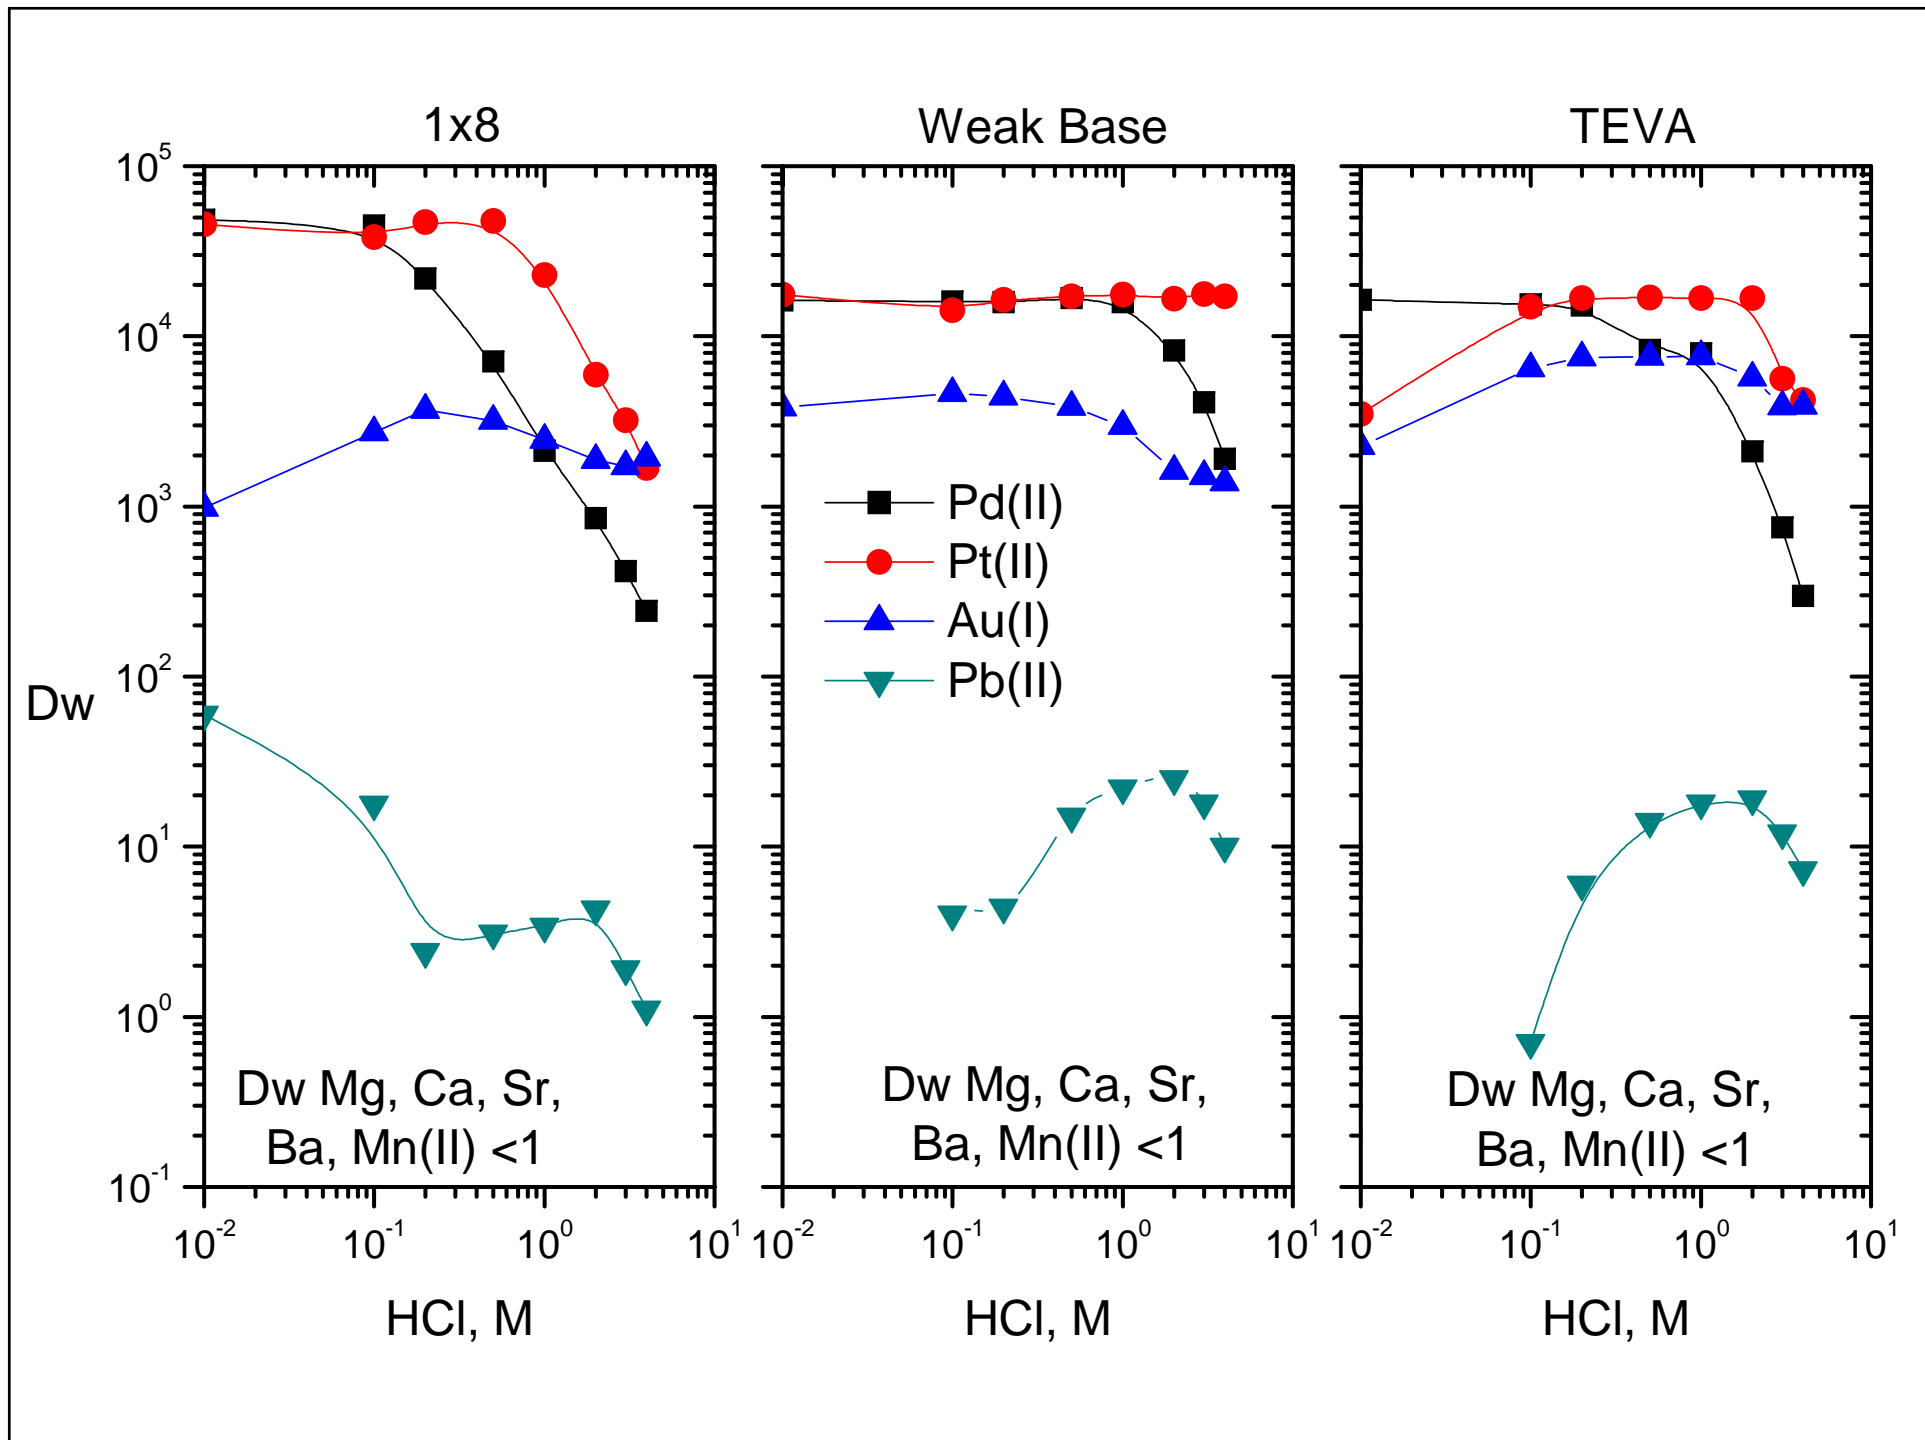 1x8
Weak Base
TEVA
10^5
10^4
10^3
10^2
10^1
10^0
10^-1
Dw
Pd(II)
Pt(II)
Au(I)
Pb(II)
Dw Mg, Ca, Sr,
Ba, Mn(II) <1
Dw Mg, Ca, Sr,
Ba, Mn(II) <1
Dw Mg, Ca, Sr,
Ba, Mn(II) <1
10^-2 10^-1 10^0 10^1
10^-2 10^-1 10^0 10^1
10^-2 10^-1 10^0 10^1
HCl, M
HCl, M
HCl, M